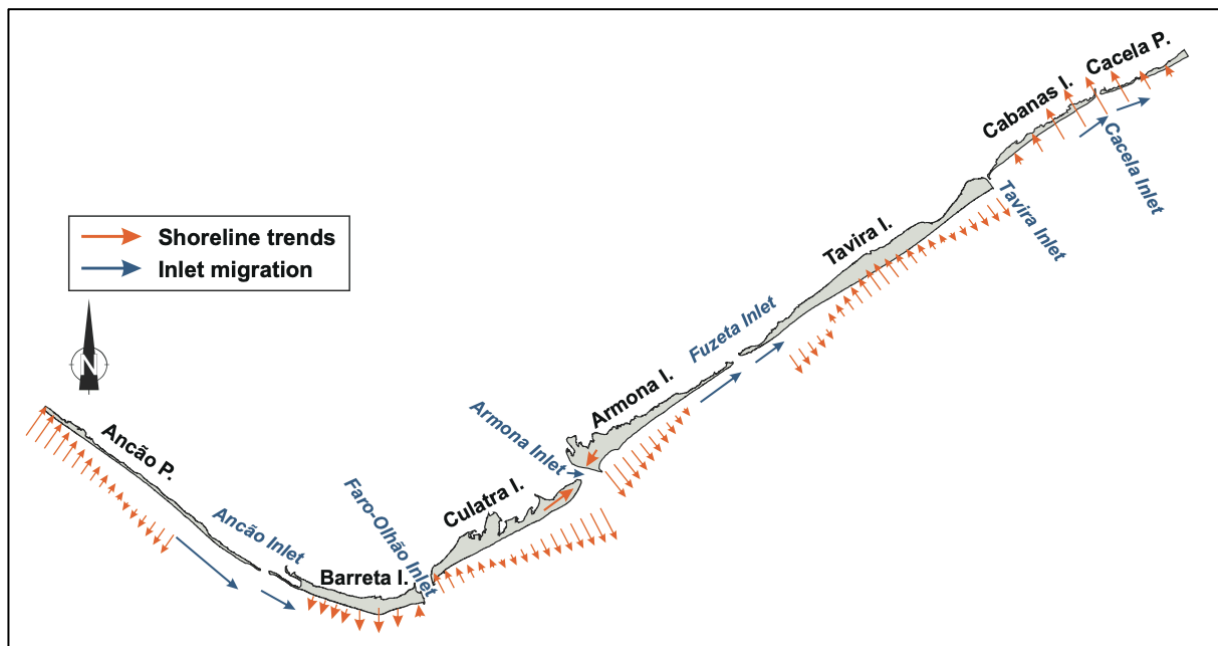 Shoreline trends
Inlet migration
N
Ancão P.
Ancão Inlet
Barreta I.
Faro-Olhão Inlet
Culatra I.
Armona Inlet
Armona I.
Fuzeta Inlet
Tavira I.
Tavira Inlet
Cabanas I.
Cacela P.
Cacela Inlet